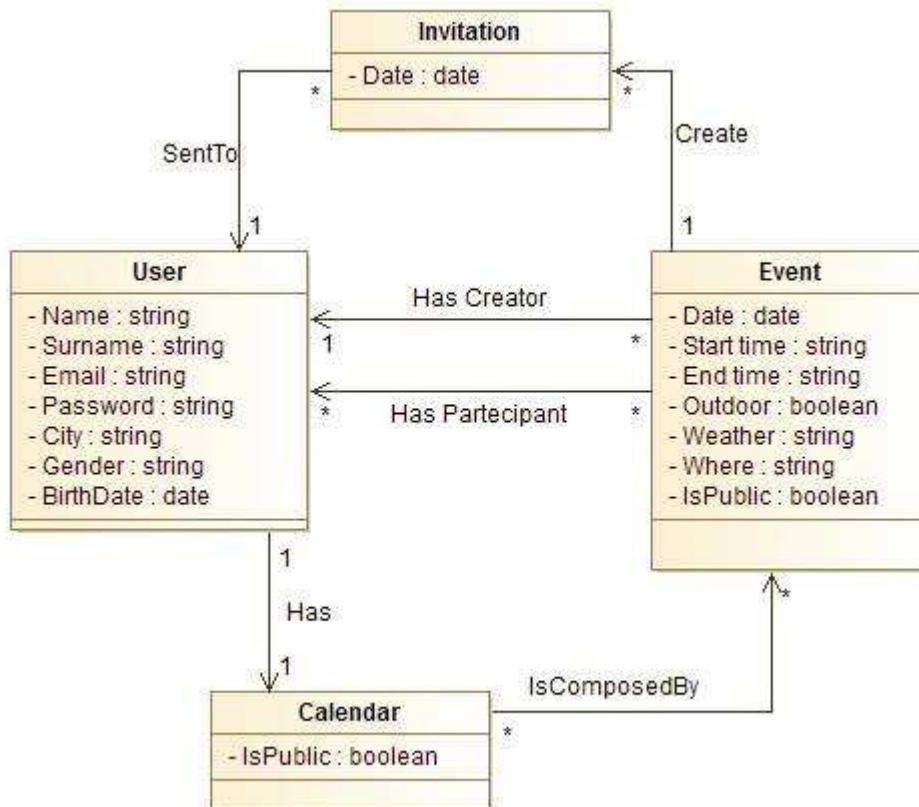 Invitation
- Date : date
*
*
SentTo
Create
1
1
User
- Name : string
- Surname : string
- Email : string
- Password : string
- City : string
- Gender : string
- BirthDate : date
Has Creator
1
*
*
Has Partecipant
*
Event
- Date : date
- Start time : string
- End time : string
- Outdoor : boolean
- Weather : string
- Where : string
- IsPublic : boolean
1
Has
1
*
IsComposedBy
*
Calendar
- IsPublic : boolean